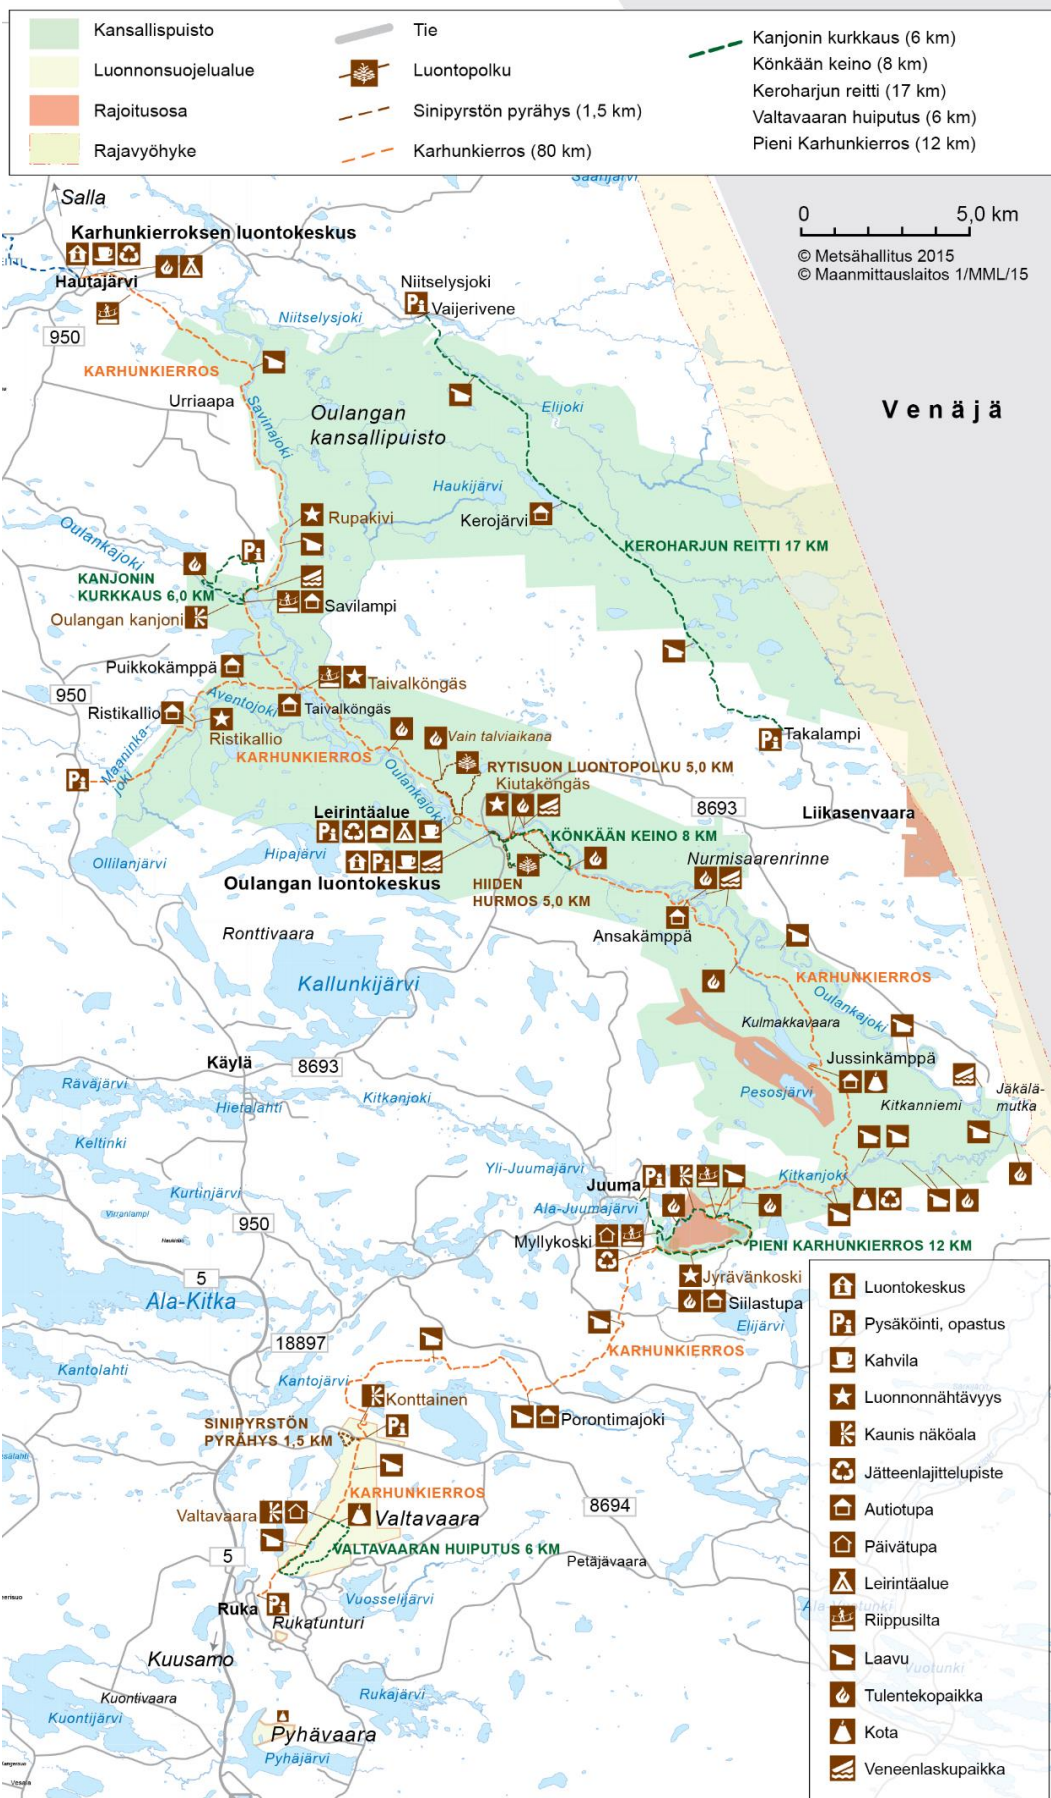 Kansallispuisto
Luonnonsuojelualue
Rajoitusosa
Rajavyöhyke
Tie
Luontopolku
Sinipyrstön pyrähys (1,5 km)
Karhunkierros (80 km)
Kanjonin kurkkaus (6 km)
Könkään keino (8 km)
Keroharjun reitti (17 km)
Valtavaaran huiputus (6 km)
Pieni Karhunkierros (12 km)
Saarijärvi
Salla
0 5,0 km
© Metsähallitus 2015
© Maanmittauslaitos 1/MML/15
Karhunkierroksen luontokeskus
Hautajärvi
Niitselysjoki
Vaijerivene
Niitselysjoki
950
KARHUNKIERROS
Urriaapa
Savinajoki
Oulangan
kansallipuisto
Elijoki
Venäjä
Haukijärvi
Kerojärvi
Rupakivi
Oulankajoki
KEROHARJUN REITTI 17 KM
KANJONIN
KURKKAUS 6,0 KM
Savilampi
Oulangan kanjoni
Puikkokämppä
950
Aventojoki
Taivalköngäs
Taivalköngäs
Ristikallio
Ristikallio
Maaninka-
joki
KARHUNKIERROS
Vain talviaikana
Oulankajoki
RYTISUON LUONTOPOLKU 5,0 KM
Kiutaköngäs
Takalampi
8693
Liikasenvaara
Leirintäalue
KÖNKÄÄN KEINO 8 KM
Ollilanjärvi
Hipajärvi
Nurmisaarenrinne
Oulangan luontokeskus
HIIDEN
HURMOS 5,0 KM
Ronttivaara
Ansakämppä
KARHUNKIERROS
Kallunkijärvi
Oulankajoki
Kulmakkavaara
Jussinkämppä
Käylä
8693
Räväjärvi
Kitkanjoki
Hietalahti
Pesosjärvi
Kitkanniemi
Jäkälä-
mutka
Keltinki
Yli-Juumajärvi
Kitkanjoki
Juuma
Kurtinjärvi
Ala-Juumajärvi
950
Myllykoski
PIENI KARHUNKIERROS 12 KM
5
Jyrävänkoski
Ala-Kitka
Siilastupa
Elijärvi
18897
KARHUNKIERROS
Kantolahti
Kantojärvi
Konttainen
Porontimajoki
SINIPYRSTÖN
PYRÄHYS 1,5 KM
KARHUNKIERROS
8694
Valtavaara
Valtavaara
VALTAVAARAN HUIPUTUS 6 KM
5
Petäjävaara
Vuosselijärvi
Ruka
Rukatunturi
Kuusamo
Kuontivaara
Kuontijärvi
Rukajärvi
Pyhävaara
Pyhäjärvi
Luontokeskus
Pysäköinti, opastus
Kahvila
Luonnonnähtävyys
Kaunis näköala
Jätteenlajittelupiste
Autiotupa
Päivätupa
Leirintäalue
Riippusilta
Laavu
Tulentekopaikka
Kota
Veneenlaskupaikka
Vuotunki